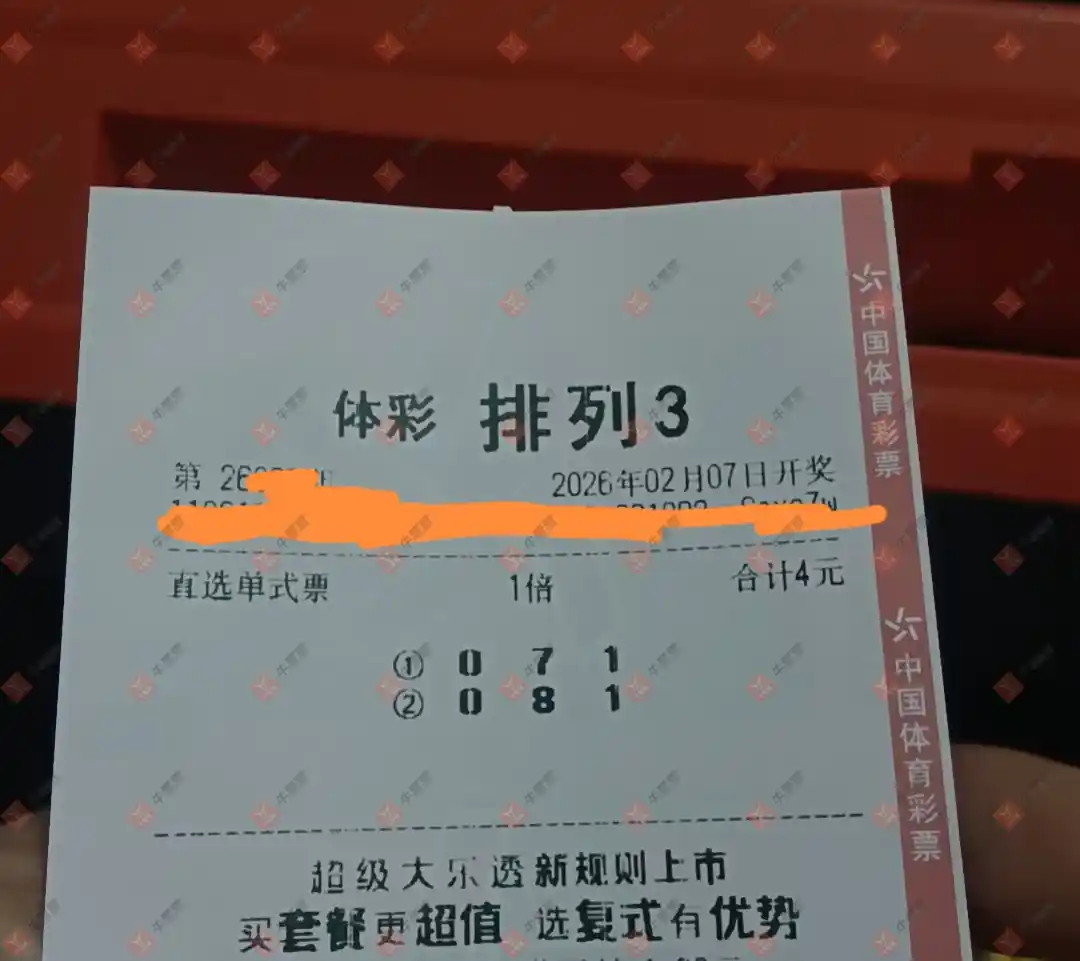 体彩 排列3
第 26
2026年02月07日开奖
直选单式票 1倍 合计4元
① 0 7 1
② 0 8 1
超级大乐透新规则上市
买套餐更超值 选复式有优势
中国体育彩票
中国体育彩票